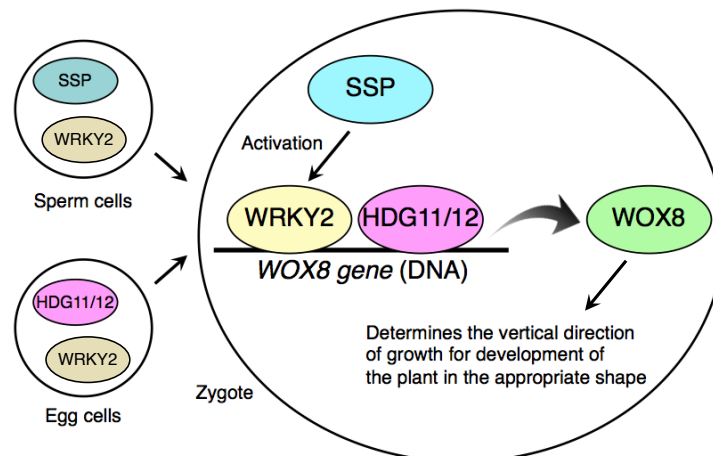 SSP
WRKY2
Sperm cells
HDG11/12
WRKY2
Egg cells
SSP
Activation
WRKY2
HDG11/12
WOX8
WOX8 gene (DNA)
Determines the vertical direction
of growth for development of
the plant in the appropriate shape
Zygote